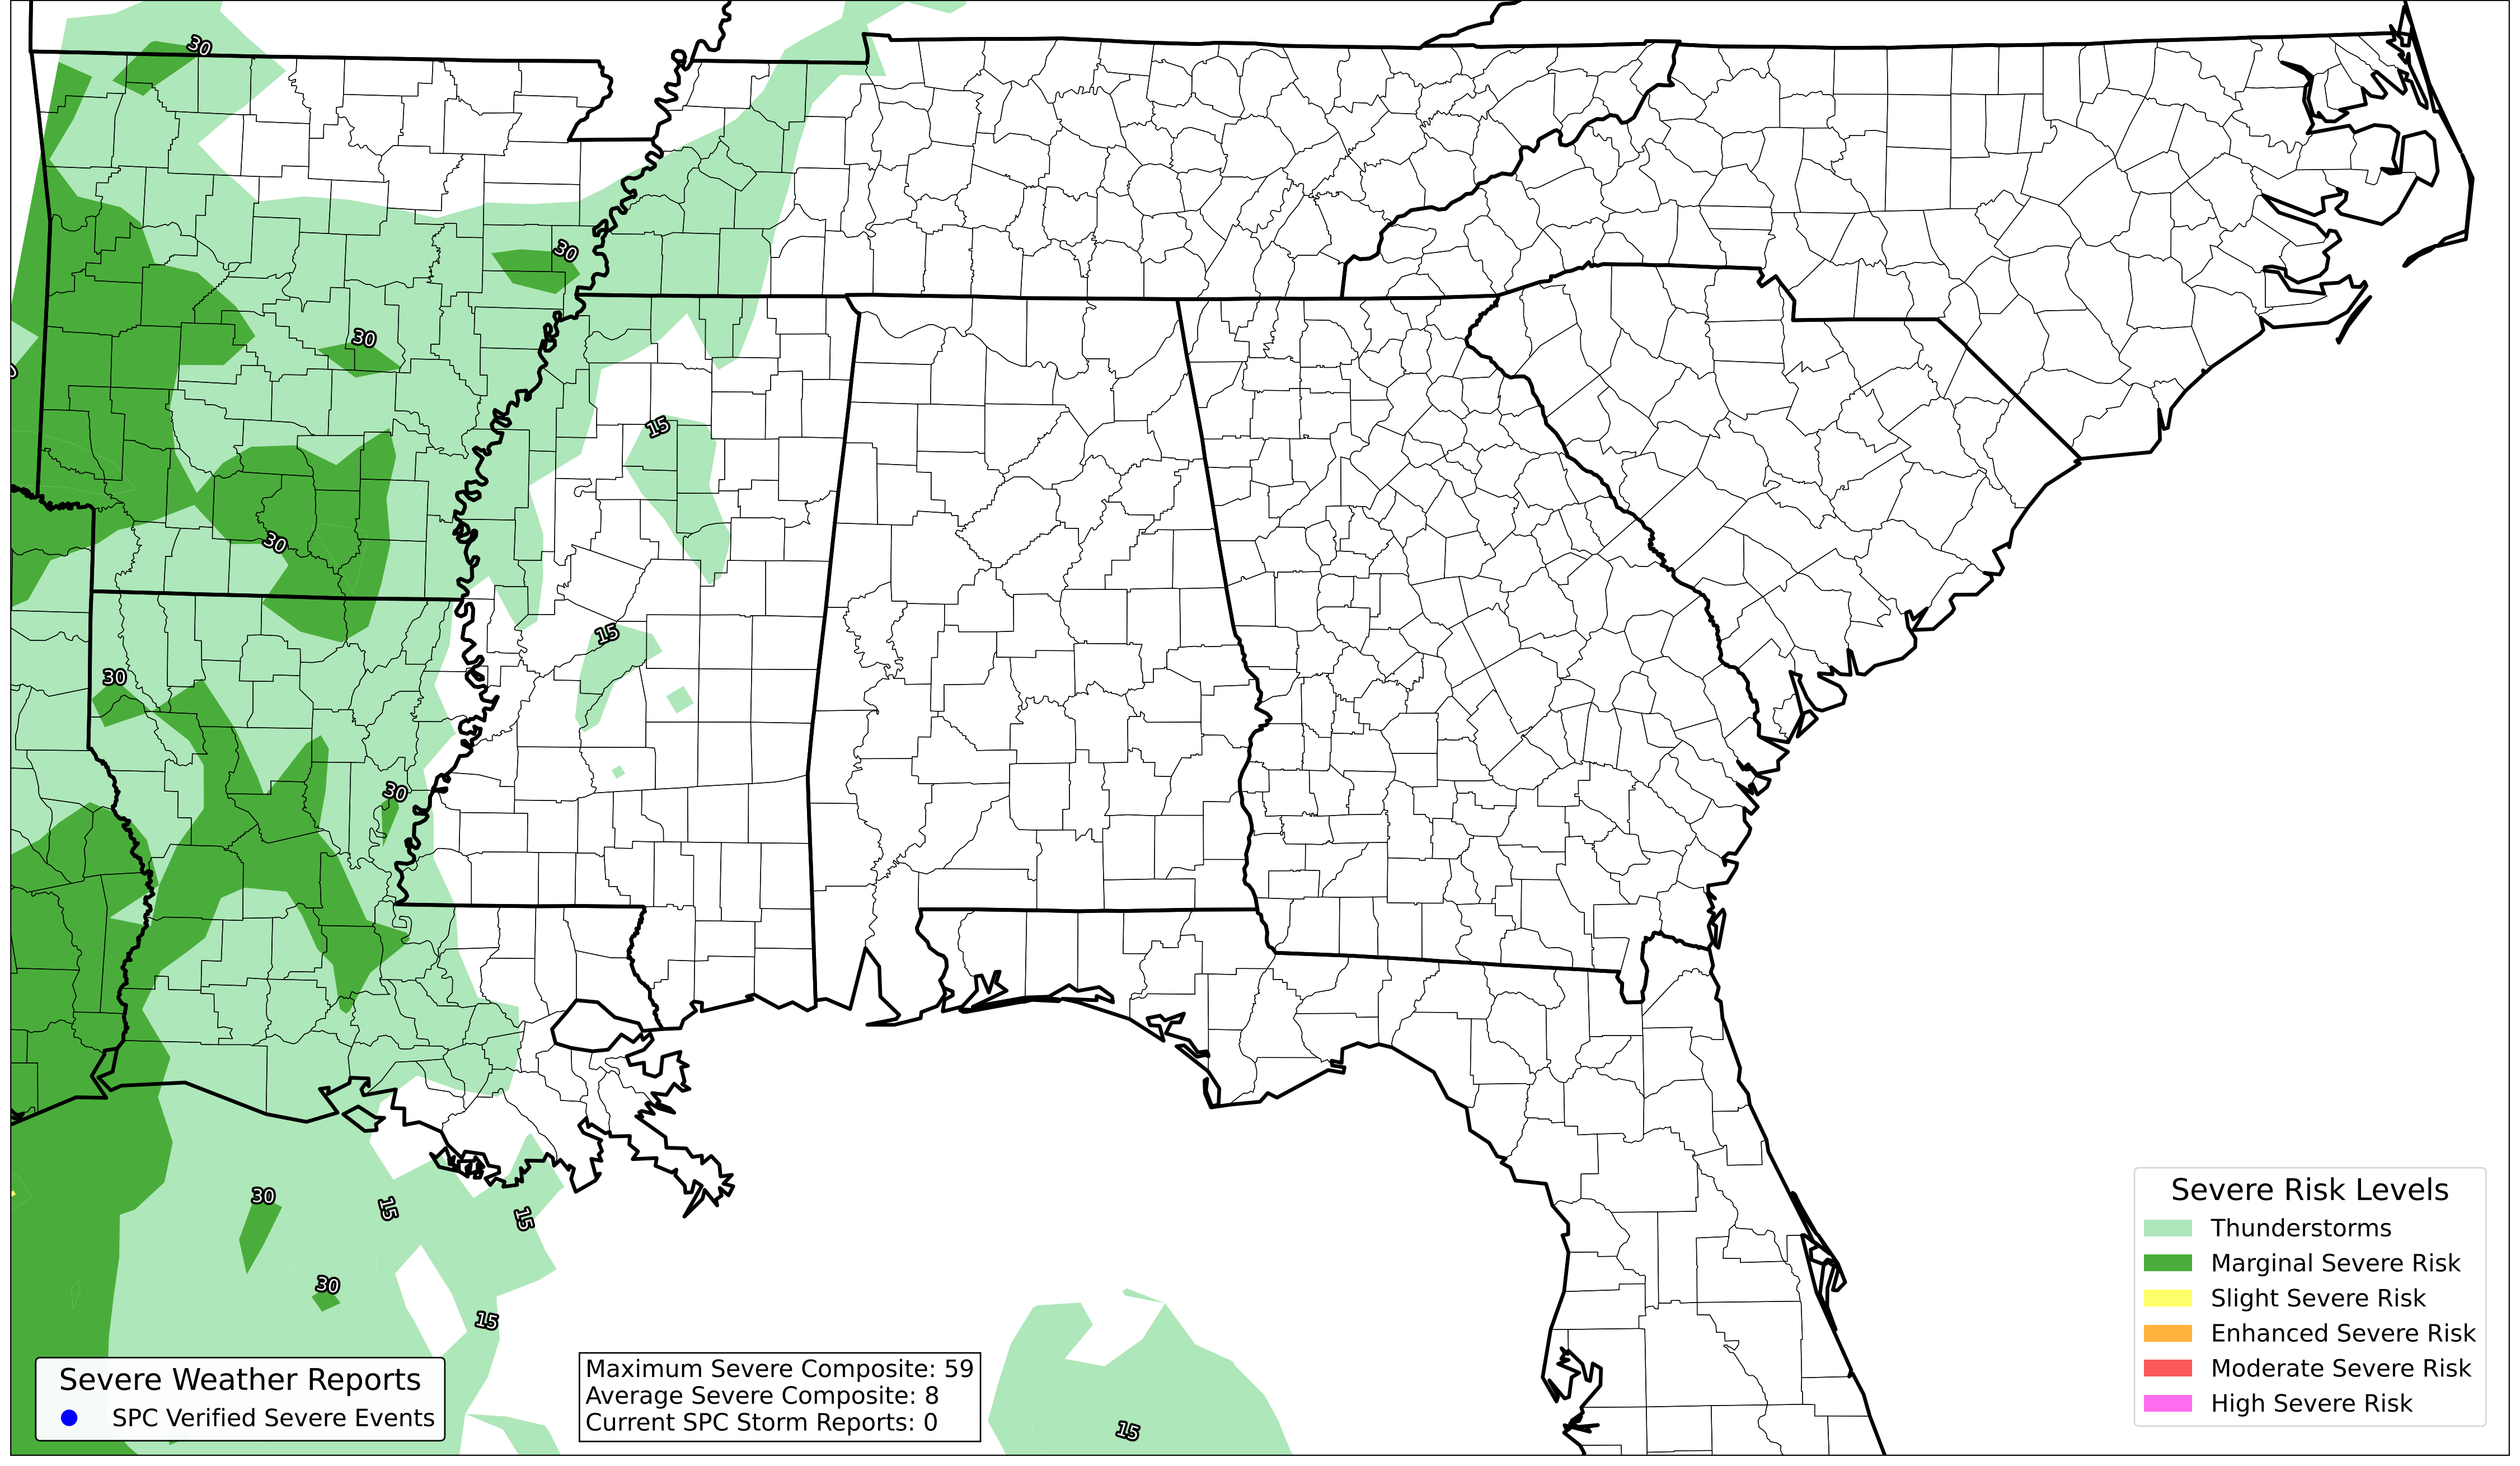 30
30
30
15
30
15
30
30
30
15
15
30
15
15
Severe Risk Levels
Thunderstorms
Marginal Severe Risk
Slight Severe Risk
Enhanced Severe Risk
Moderate Severe Risk
High Severe Risk
Severe Weather Reports
SPC Verified Severe Events
Maximum Severe Composite: 59
Average Severe Composite: 8
Current SPC Storm Reports: 0